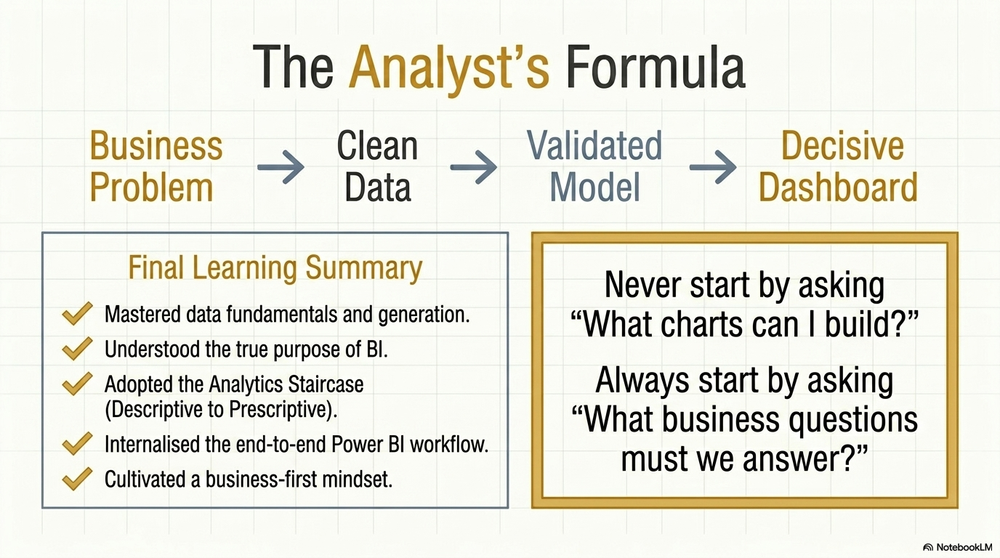 The Analyst’s Formula
Business
Problem
Clean
Data
Validated
Model
Decisive
Dashboard
Final Learning Summary
Mastered data fundamentals and generation.
Understood the true purpose of BI.
Adopted the Analytics Staircase
(Descriptive to Prescriptive).
Internalised the end-to-end Power BI workflow.
Cultivated a business-first mindset.
Never start by asking
“What charts can I build?”
Always start by asking
“What business questions
must we answer?”
NotebookLM